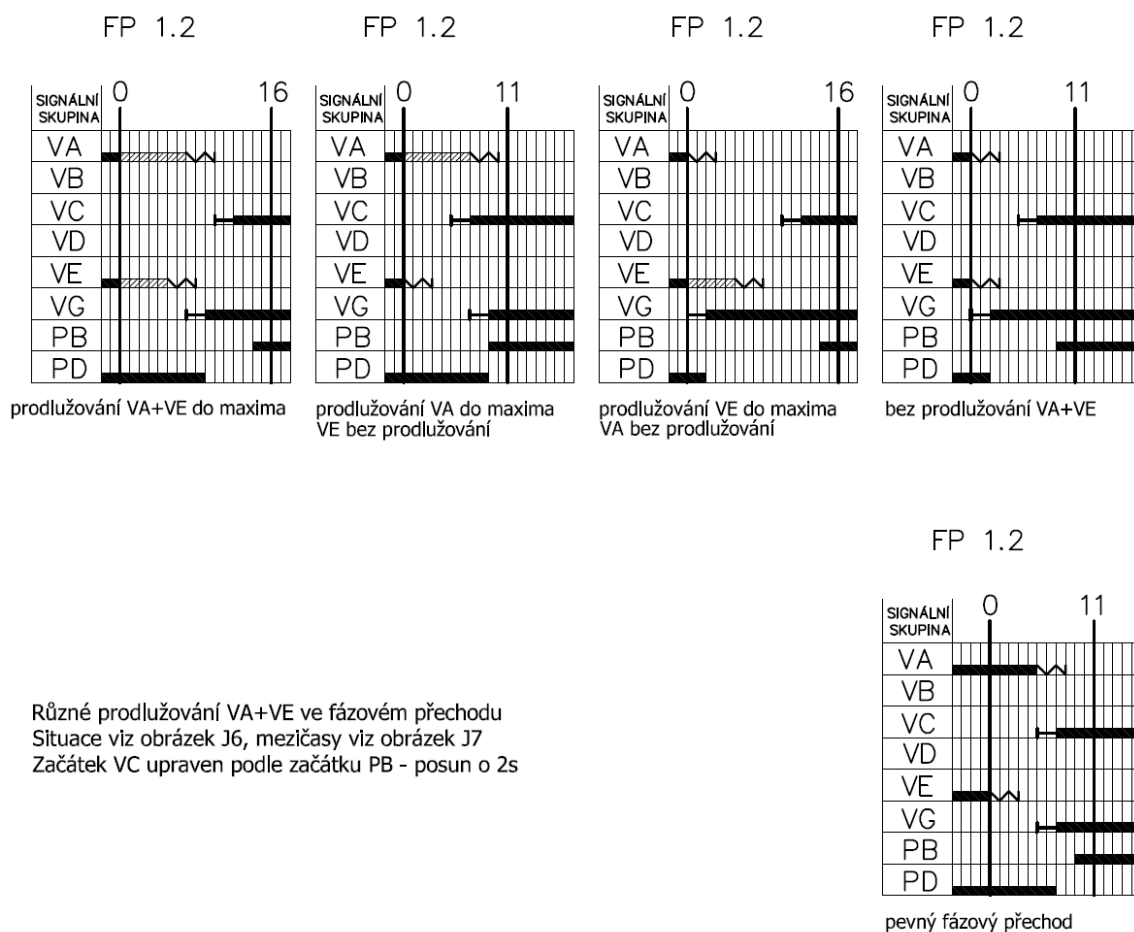 FP 1.2
SIGNÁLNÍ
SKUPINA
0
16
VA
VB
VC
VD
VE
VG
PB
PD
prodlužování VA+VE do maxima
FP 1.2
SIGNÁLNÍ
SKUPINA
0
11
VA
VB
VC
VD
VE
VG
PB
PD
prodlužování VA do maxima
VE bez prodlužování
FP 1.2
SIGNÁLNÍ
SKUPINA
0
16
VA
VB
VC
VD
VE
VG
PB
PD
prodlužování VE do maxima
VA bez prodlužování
FP 1.2
SIGNÁLNÍ
SKUPINA
0
11
VA
VB
VC
VD
VE
VG
PB
PD
bez prodlužování VA+VE
Různé prodlužování VA+VE ve fázovém přechodu
Situace viz obrázek J6, mezičasy viz obrázek J7
Začátek VC upraven podle začátku PB - posun o 2s
FP 1.2
SIGNÁLNÍ
SKUPINA
0
11
VA
VB
VC
VD
VE
VG
PB
PD
pevný fázový přechod